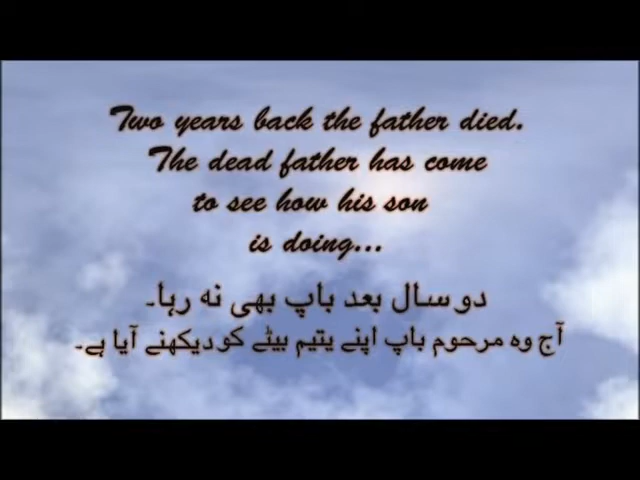 Two years back the father died.
The dead father has come
to see how his son
is doing...
دو سال بعد باپ بھی نہ رہا۔
آج وہ مرحوم باپ اپنے یتیم بیٹے کو دیکھنے آیا ہے۔